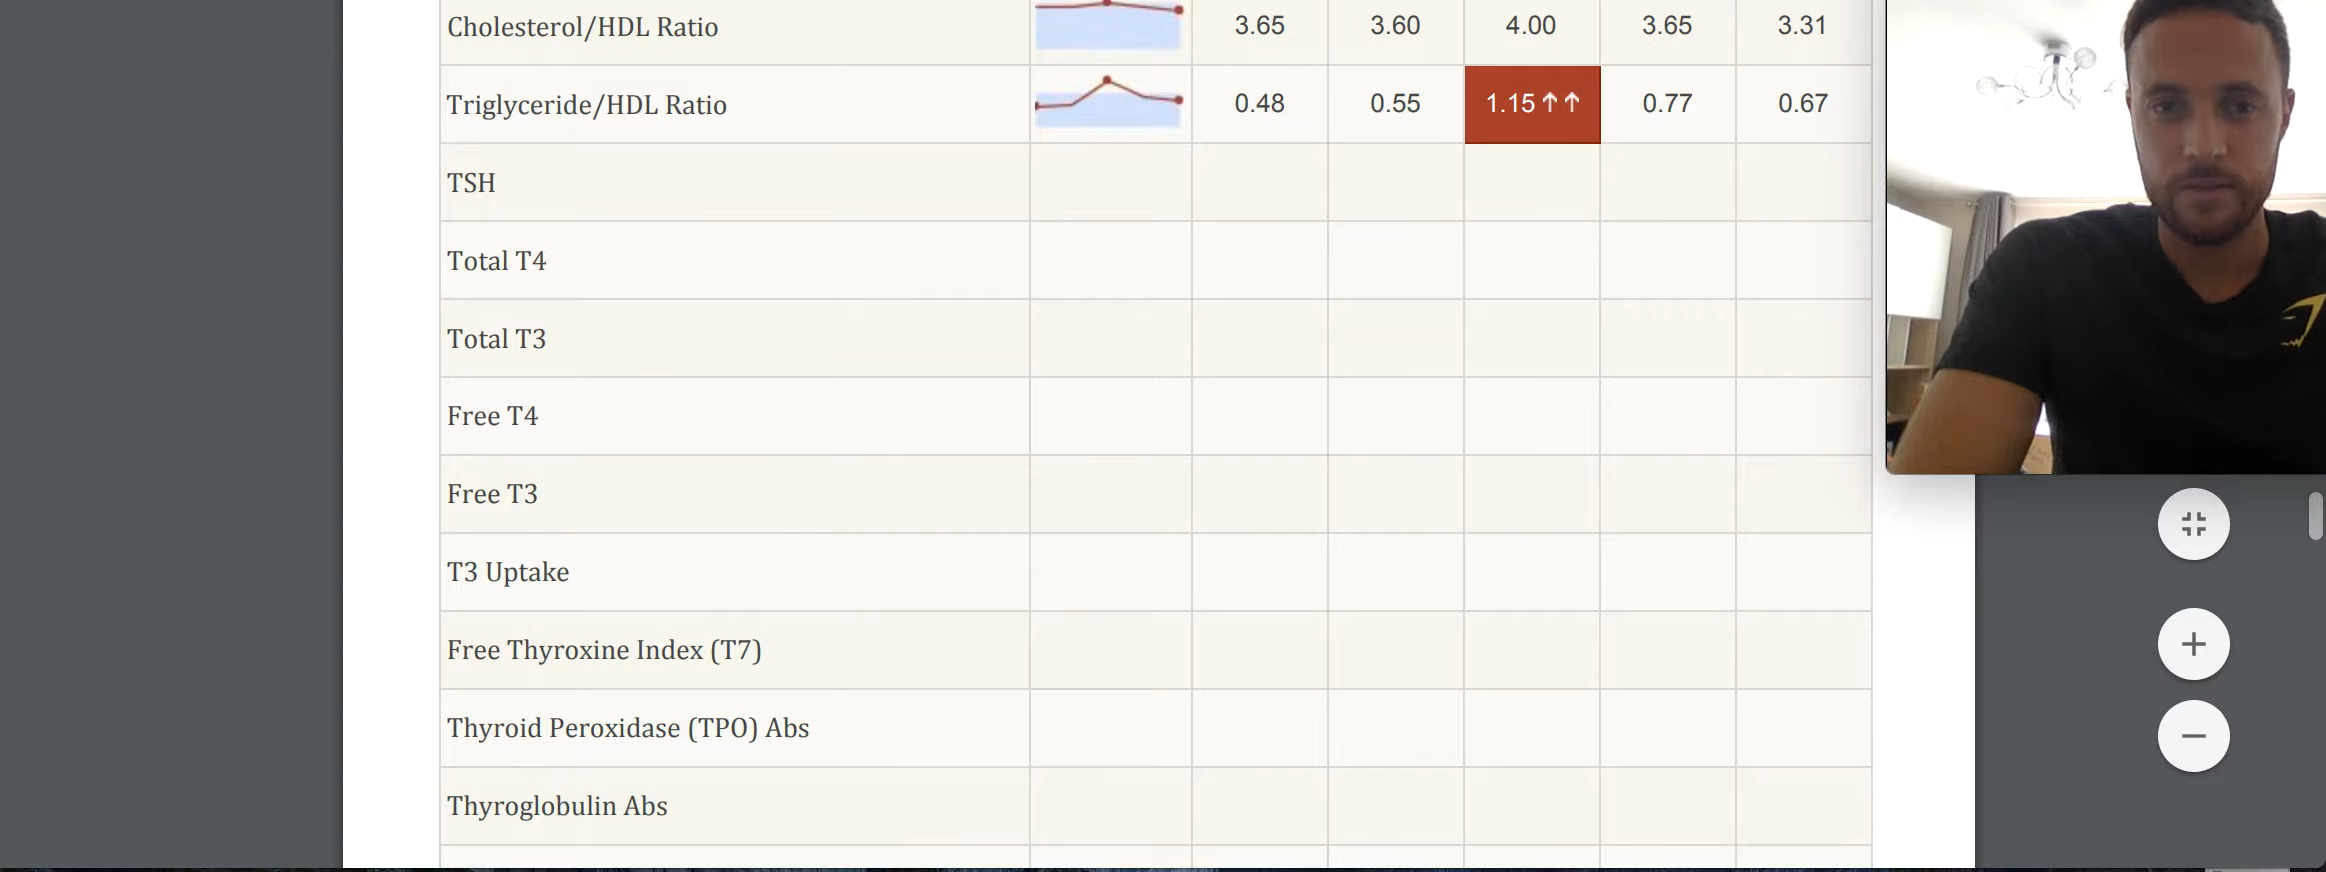 Cholesterol/HDL Ratio 3.65 3.60 4.00 3.65 3.31
Triglyceride/HDL Ratio 0.48 0.55 1.15 ↑↑ 0.77 0.67
TSH
Total T4
Total T3
Free T4
Free T3
T3 Uptake
Free Thyroxine Index (T7)
Thyroid Peroxidase (TPO) Abs
Thyroglobulin Abs